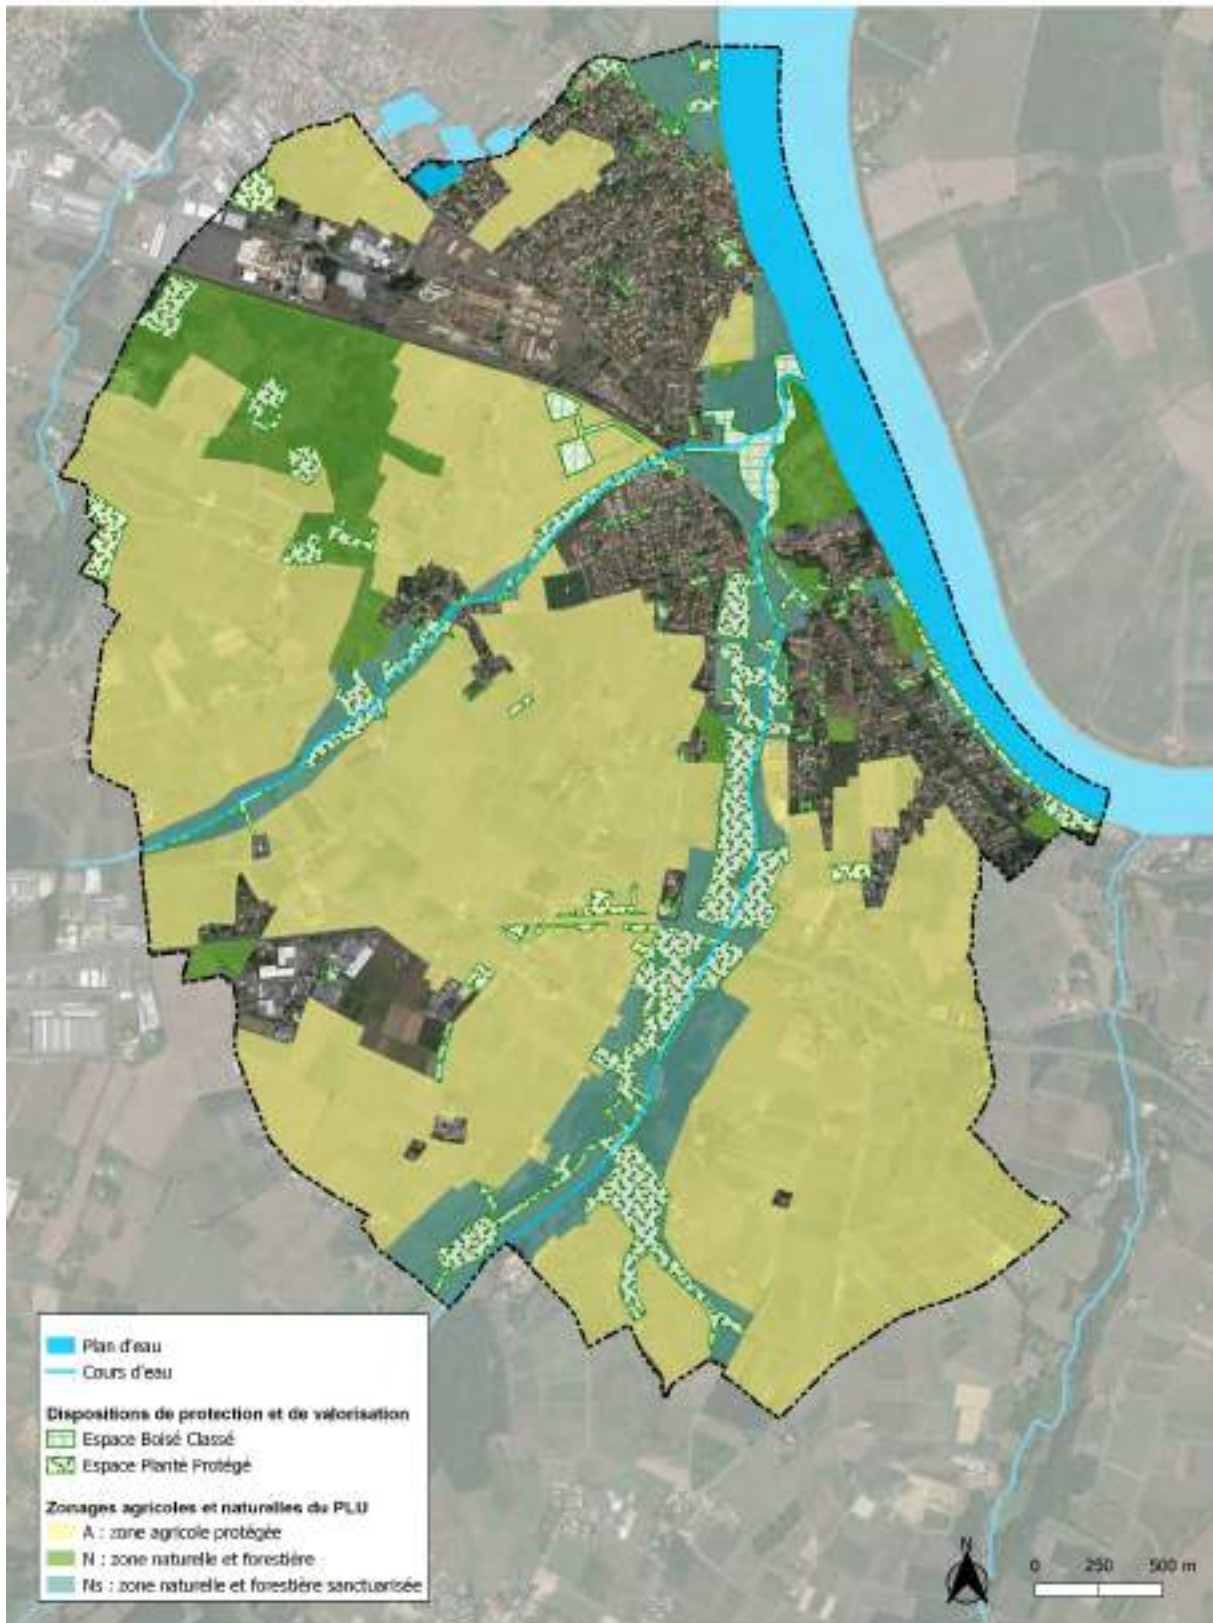 Plan d'eau
Cours d'eau
Dispositions de protection et de valorisation
Espace Boisé Classé
Espace Planté Protégé
Zonages agricoles et naturelles du PLU
A : zone agricole protégée
N : zone naturelle et forestière
Ns : zone naturelle et forestière sanctuarisée
N
0 250 500 m